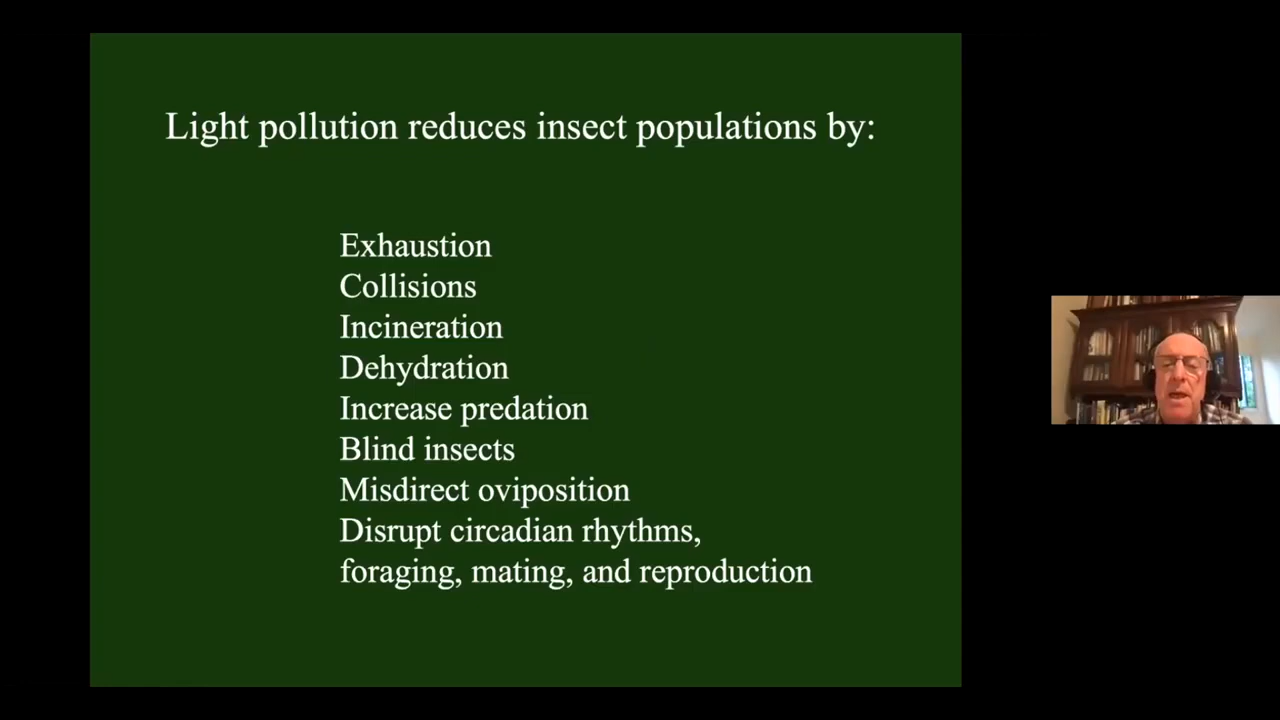 Light pollution reduces insect populations by:
Exhaustion
Collisions
Incineration
Dehydration
Increase predation
Blind insects
Misdirect oviposition
Disrupt circadian rhythms,
foraging, mating, and reproduction